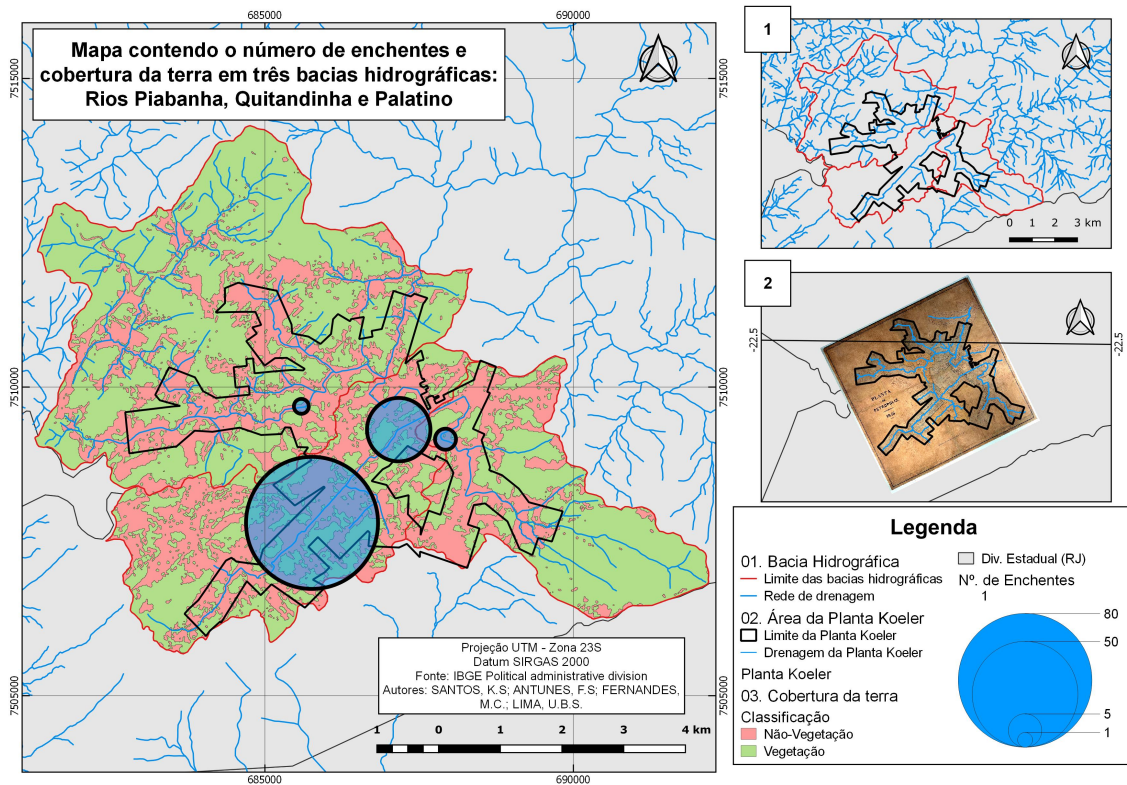 685000
690000
Mapa contendo o número de enchentes e
cobertura da terra em três bacias hidrográficas:
Rios Piabanha, Quitandinha e Palatino
7515000
7515000
7510000
7510000
7505000
7505000
Projeção UTM - Zona 23S
Datum SIRGAS 2000
Fonte: IBGE Political administrative division
Autores: SANTOS, K.S; ANTUNES, F.S; FERNANDES,
M.C.; LIMA, U.B.S.
1 0 1 2 3 4 km
685000
690000
1
0 1 2 3 km
2
-22.5
-22.5
PETROPOLIS
Legenda
01. Bacia Hidrográfica
Limite das bacias hidrográficas
Rede de drenagem
02. Área da Planta Koeler
Limite da Planta Koeler
Drenagem da Planta Koeler
Planta Koeler
03. Cobertura da terra
Classificação
Não-Vegetação
Vegetação
Div. Estadual (RJ)
Nº. de Enchentes
1
80
50
5
1